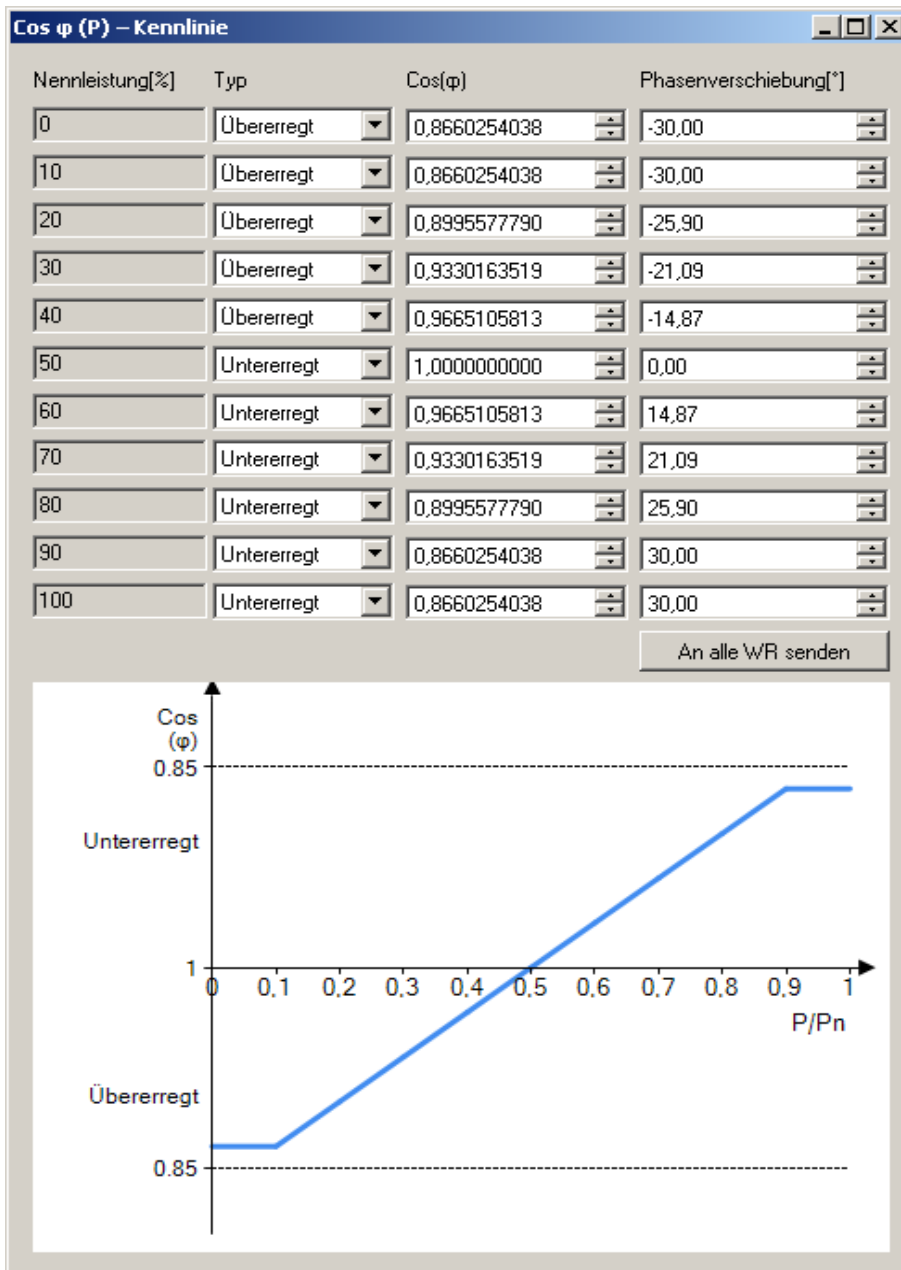 Cos φ (P) – Kennlinie
Nennleistung[%] Typ Cos(φ) Phasenverschiebung[°]
0 Übererregt 0,8660254038 -30,00
10 Übererregt 0,8660254038 -30,00
20 Übererregt 0,8995577790 -25,90
30 Übererregt 0,9330163519 -21,09
40 Übererregt 0,9665105813 -14,87
50 Untererregt 1,0000000000 0,00
60 Untererregt 0,9665105813 14,87
70 Untererregt 0,9330163519 21,09
80 Untererregt 0,8995577790 25,90
90 Untererregt 0,8660254038 30,00
100 Untererregt 0,8660254038 30,00
An alle WR senden
Cos
(φ)
0.85
Untererregt
1
0 0,1 0,2 0,3 0,4 0,5 0,6 0,7 0,8 0,9 1
P/Pn
Übererregt
0.85